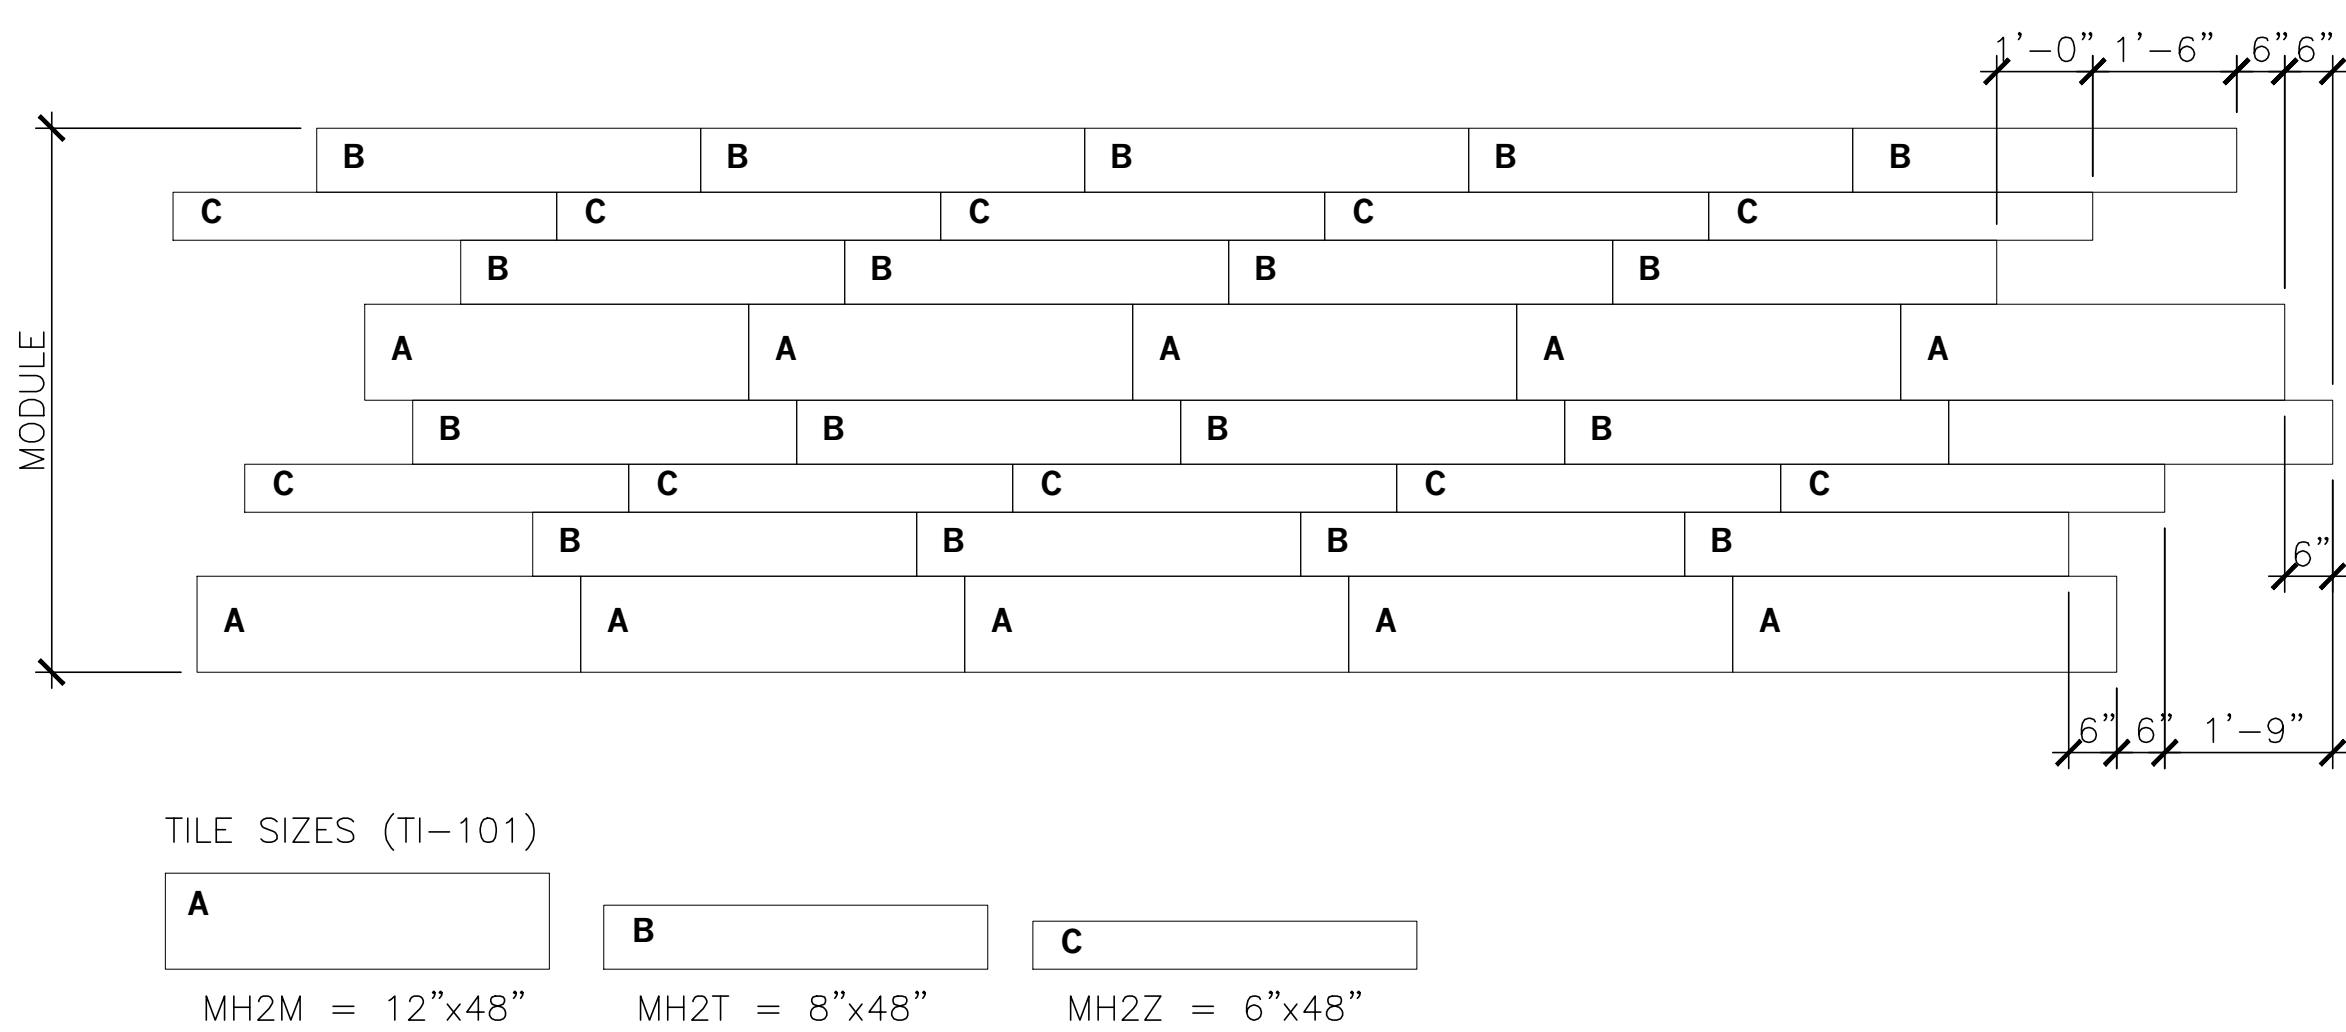 1'-0" 1'-6" 6" 6"
B B B B B
C C C C C
B B B B
A A A A A
MODULE
B B B B
C C C C C
B B B B
6"
A A A A A
6" 6" 1'-9"
TILE SIZES (TI-101)
A B C
MH2M = 12"x48" MH2T = 8"x48" MH2Z = 6"x48"